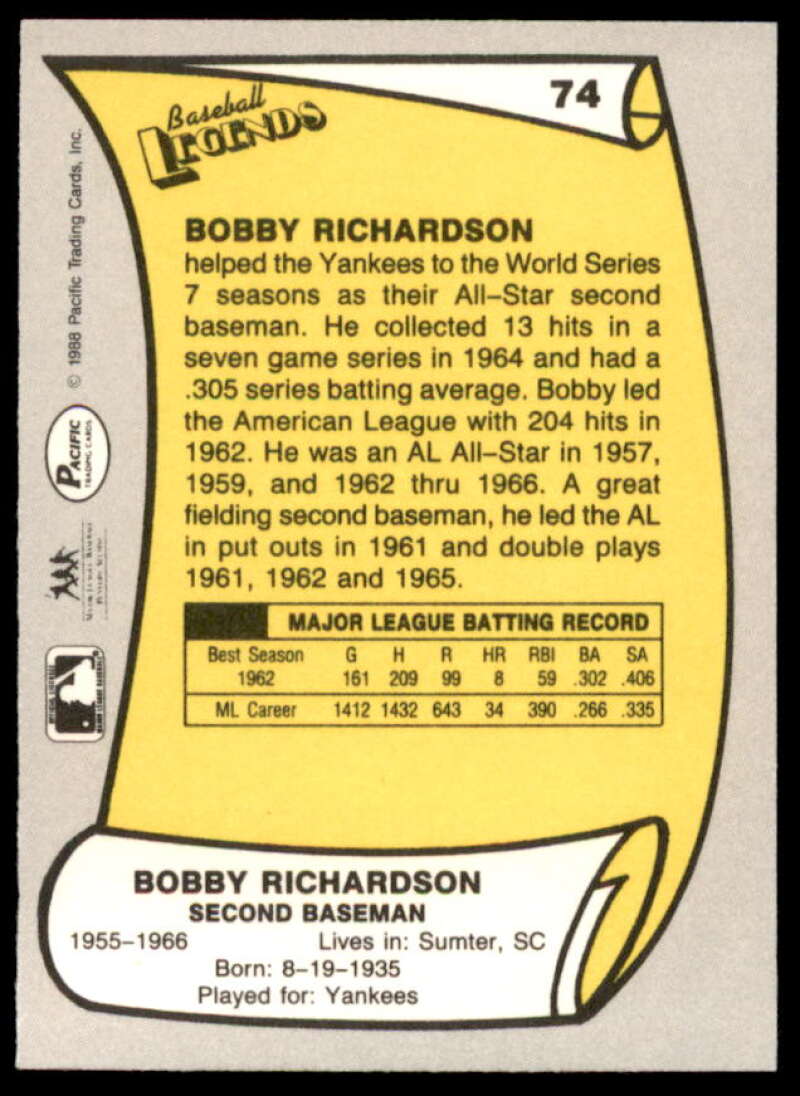 74
Baseball
LEGENDS
BOBBY RICHARDSON
helped the Yankees to the World Series
7 seasons as their All-Star second
baseman. He collected 13 hits in a
seven game series in 1964 and had a
.305 series batting average. Bobby led
the American League with 204 hits in
1962. He was an AL All-Star in 1957,
1959, and 1962 thru 1966. A great
fielding second baseman, he led the AL
in put outs in 1961 and double plays
1961, 1962 and 1965.
MAJOR LEAGUE BATTING RECORD
Best Season G H R HR RBI BA SA
1962 161 209 99 8 59 .302 .406
ML Career 1412 1432 643 34 390 .266 .335
BOBBY RICHARDSON
SECOND BASEMAN
1955-1966 Lives in: Sumter, SC
Born: 8-19-1935
Played for: Yankees
© 1988 Pacific Trading Cards, Inc.
PACIFIC
TRADING CARDS